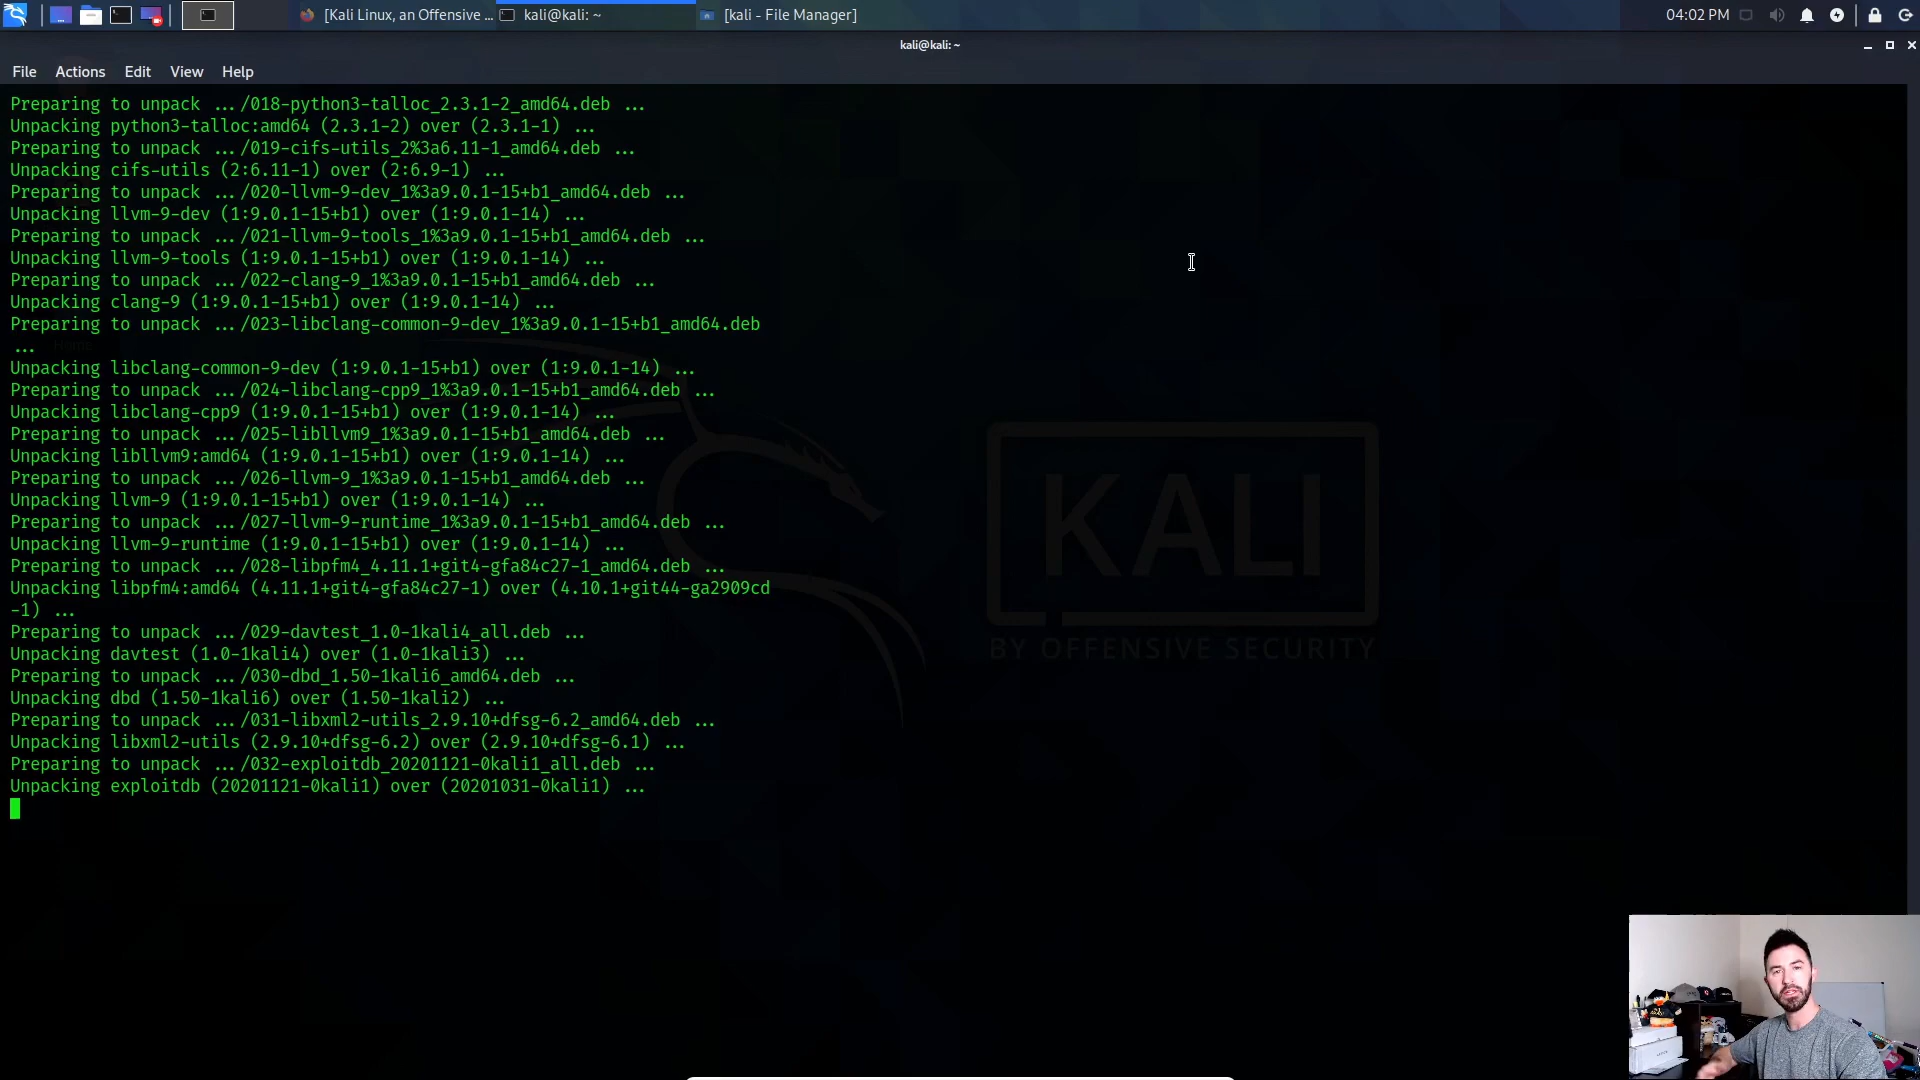 [Kali Linux, an Offensive ...
kali@kali: ~
[kali - File Manager]
04:02 PM
kali@kali: ~
File Actions Edit View Help
Preparing to unpack .../018-python3-talloc_2.3.1-2_amd64.deb ...
Unpacking python3-talloc:amd64 (2.3.1-2) over (2.3.1-1) ...
Preparing to unpack .../019-cifs-utils_2%3a6.11-1_amd64.deb ...
Unpacking cifs-utils (2:6.11-1) over (2:6.9-1) ...
Preparing to unpack .../020-llvm-9-dev_1%3a9.0.1-15+b1_amd64.deb ...
Unpacking llvm-9-dev (1:9.0.1-15+b1) over (1:9.0.1-14) ...
Preparing to unpack .../021-llvm-9-tools_1%3a9.0.1-15+b1_amd64.deb ...
Unpacking llvm-9-tools (1:9.0.1-15+b1) over (1:9.0.1-14) ...
Preparing to unpack .../022-clang-9_1%3a9.0.1-15+b1_amd64.deb ...
Unpacking clang-9 (1:9.0.1-15+b1) over (1:9.0.1-14) ...
Preparing to unpack .../023-libclang-common-9-dev_1%3a9.0.1-15+b1_amd64.deb
...
Unpacking libclang-common-9-dev (1:9.0.1-15+b1) over (1:9.0.1-14) ...
Preparing to unpack .../024-libclang-cpp9_1%3a9.0.1-15+b1_amd64.deb ...
Unpacking libclang-cpp9 (1:9.0.1-15+b1) over (1:9.0.1-14) ...
Preparing to unpack .../025-libllvm9_1%3a9.0.1-15+b1_amd64.deb ...
Unpacking libllvm9:amd64 (1:9.0.1-15+b1) over (1:9.0.1-14) ...
Preparing to unpack .../026-llvm-9_1%3a9.0.1-15+b1_amd64.deb ...
Unpacking llvm-9 (1:9.0.1-15+b1) over (1:9.0.1-14) ...
Preparing to unpack .../027-llvm-9-runtime_1%3a9.0.1-15+b1_amd64.deb ...
Unpacking llvm-9-runtime (1:9.0.1-15+b1) over (1:9.0.1-14) ...
Preparing to unpack .../028-libpfm4_4.11.1+git4-gfa84c27-1_amd64.deb ...
Unpacking libpfm4:amd64 (4.11.1+git4-gfa84c27-1) over (4.10.1+git44-ga2909cd
-1) ...
Preparing to unpack .../029-davtest_1.0-1kali4_all.deb ...
Unpacking davtest (1.0-1kali4) over (1.0-1kali3) ...
Preparing to unpack .../030-dbd_1.50-1kali6_amd64.deb ...
Unpacking dbd (1.50-1kali6) over (1.50-1kali2) ...
Preparing to unpack .../031-libxml2-utils_2.9.10+dfsg-6.2_amd64.deb ...
Unpacking libxml2-utils (2.9.10+dfsg-6.2) over (2.9.10+dfsg-6.1) ...
Preparing to unpack .../032-exploitdb_20201121-0kali1_all.deb ...
Unpacking exploitdb (20201121-0kali1) over (20201031-0kali1) ...
KALI
BY OFFENSIVE SECURITY